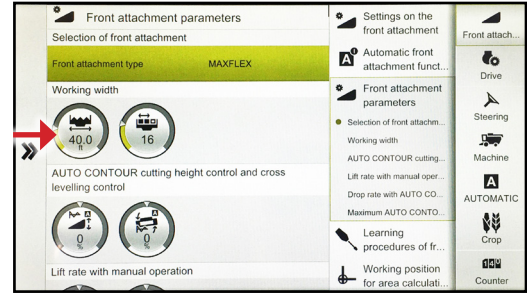 Front attachment parameters
Selection of front attach
Front attachment type MAXFLEX
Working width
40.0
ft
16
AUTO CONTOUR cutting height control and cross
levelling control
A
0
%
A
0
%
Lift rate with manual operation
Settings on the
front attachment
A
Automatic front
attachment funct...
Front attachment
parameters
Selection of front attachm...
Working width
AUTO CONTOUR cutting...
Lift rate with manual oper...
Drop rate with AUTO CO...
Maximum AUTO CONTO...
Learning
procedures of fr...
Working position
for area calculati...
Front attach...
Drive
Steering
Machine
A
AUTOMATIC
Crop
Counter